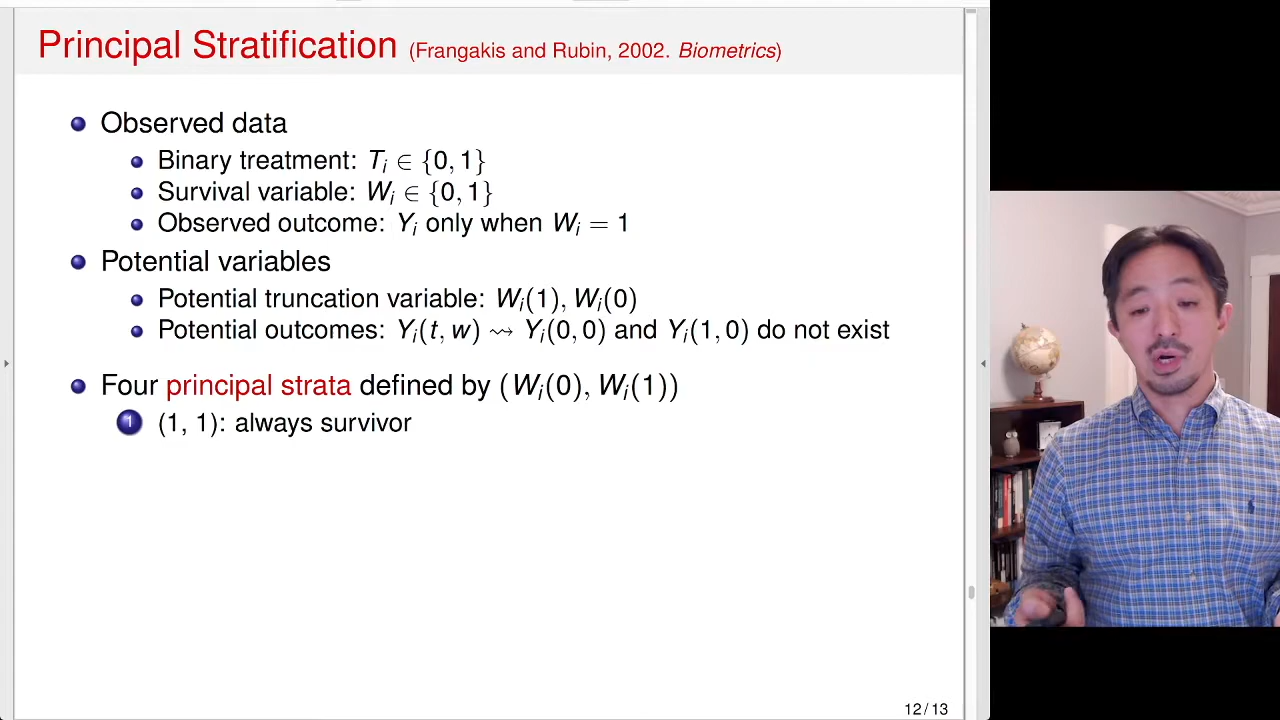 Principal Stratification (Frangakis and Rubin, 2002. Biometrics)
Observed data
Binary treatment: Tᵢ ∈ {0, 1}
Survival variable: Wᵢ ∈ {0, 1}
Observed outcome: Yᵢ only when Wᵢ = 1
Potential variables
Potential truncation variable: Wᵢ(1), Wᵢ(0)
Potential outcomes: Yᵢ(t, w) ⇝ Yᵢ(0, 0) and Yᵢ(1, 0) do not exist
Four principal strata defined by (Wᵢ(0), Wᵢ(1))
1 (1, 1): always survivor
12 / 13